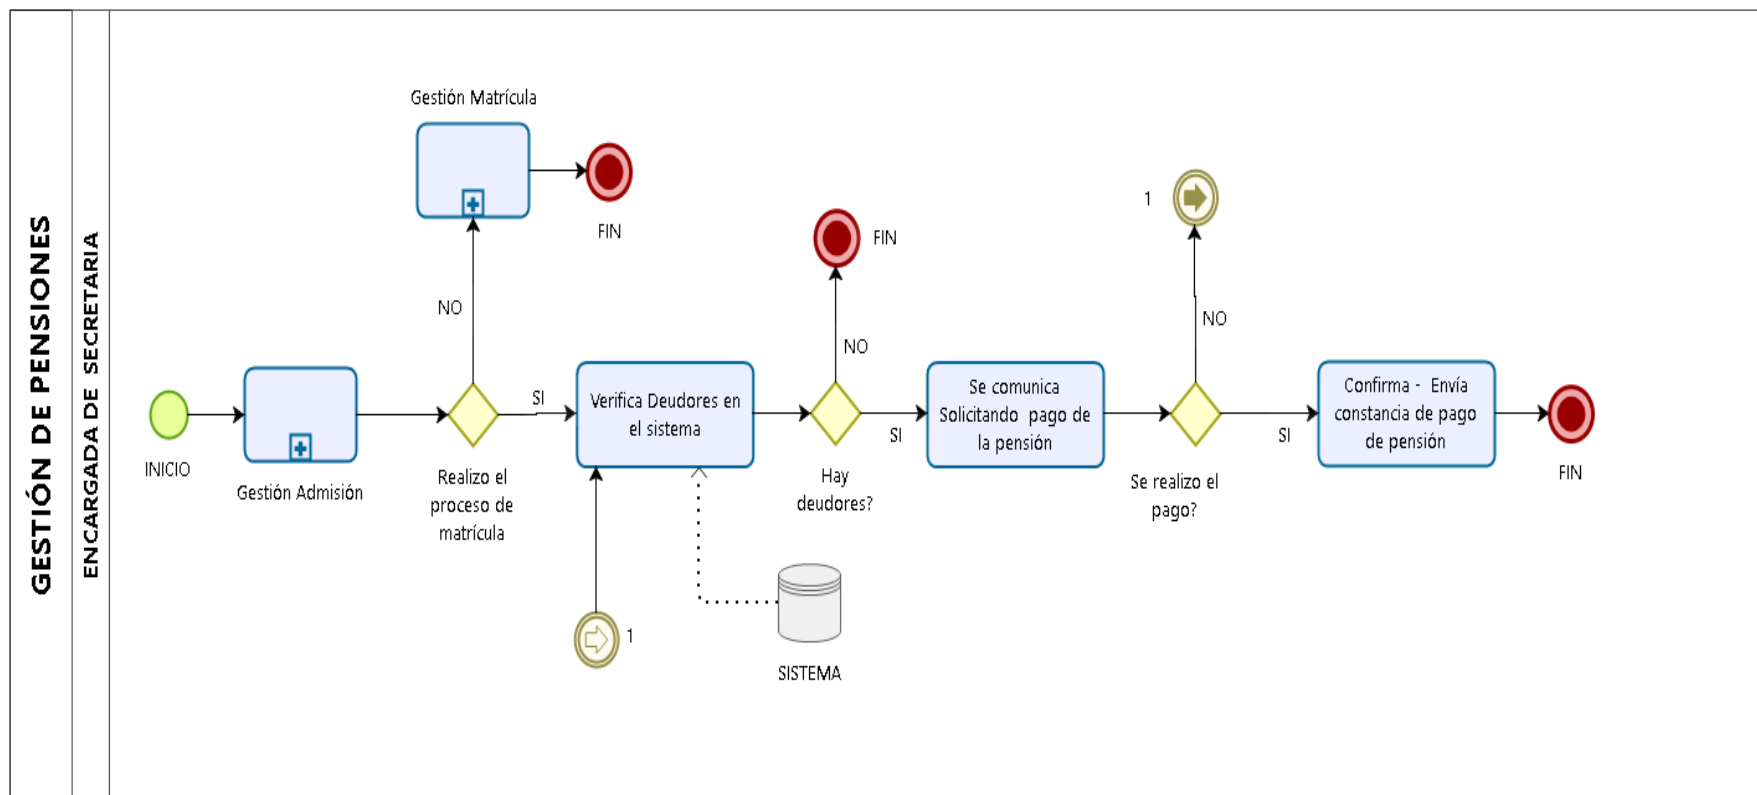 GESTIÓN DE PENSIONES
ENCARGADA DE SECRETARIA
INICIO
Gestión Admisión
Realizo el
proceso de
matrícula
NO
Gestión Matrícula
FIN
SI
Verifica Deudores en
el sistema
1
SISTEMA
Hay
deudores?
NO
FIN
SI
Se comunica
Solicitando pago de
la pensión
Se realizo el
pago?
NO
1
SI
Confirma - Envía
constancia de pago
de pensión
FIN